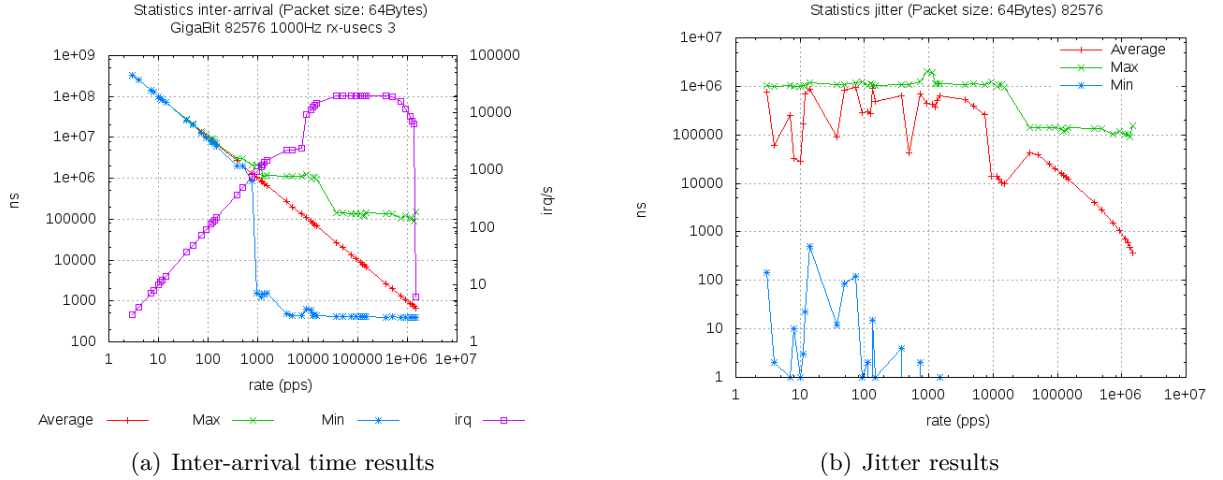 Statistics inter-arrival (Packet size: 64Bytes)
GigaBit 82576 1000Hz rx-usecs 3
1e+09
1e+08
1e+07
1e+06
100000
10000
1000
100
ns
100000
10000
1000
100
10
1
irq/s
1 10 100 1000 10000 100000 1e+06 1e+07
rate (pps)
Average Max Min irq
(a) Inter-arrival time results
Statistics jitter (Packet size: 64Bytes) 82576
1e+07
1e+06
100000
10000
1000
100
10
1
ns
Average
Max
Min
1 10 100 1000 10000 100000 1e+06 1e+07
rate (pps)
(b) Jitter results